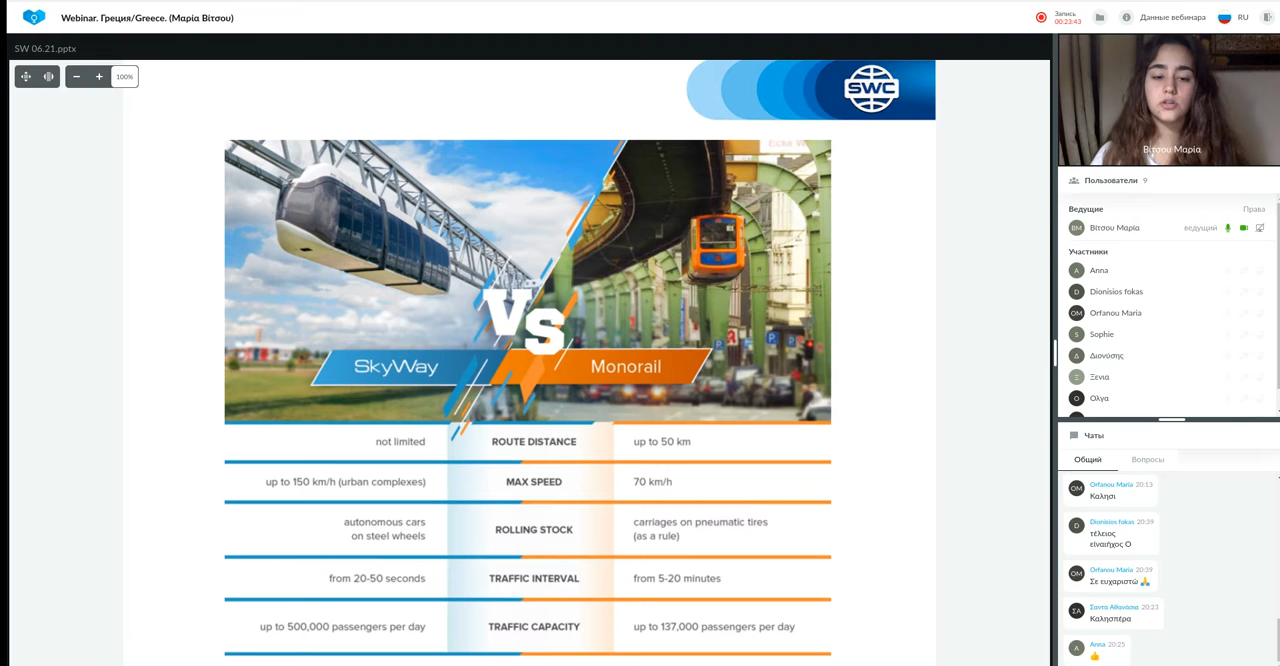 Webinar. Греция/Greece. (Μαρία Βίτσου)
Запись
00:23:43
Данные вебинара
RU
SW 06.21.pptx
100%
SWC
VS
SkyWay
Monorail
not limited
ROUTE DISTANCE
up to 50 km
up to 150 km/h (urban complexes)
MAX SPEED
70 km/h
autonomous cars
on steel wheels
ROLLING STOCK
carriages on pneumatic tires
(as a rule)
from 20-50 seconds
TRAFFIC INTERVAL
from 5-20 minutes
up to 500,000 passengers per day
TRAFFIC CAPACITY
up to 137,000 passengers per day
Βίτσου Μαρία
Пользователи 9
Ведущие
Права
ΒΜ
Βίτσου Μαρία
ведущий
Участники
A
Anna
D
Dionisios fokas
OM
Orfanou Maria
S
Sophie
Δ
Διονύσης
Ξ
Ξενια
Ο
Ολγα
Чаты
Общий
Вопросы
OM
Orfanou Maria 20:13
Καλησι
D
Dionisios fokas 20:39
τέλειος
είναιήχος Ο
OM
Orfanou Maria 20:39
Σε ευχαριστώ 🙏
ΣΑ
Σαντα Αθανάσια 20:23
Καλησπέρα
A
Anna 20:25
👍